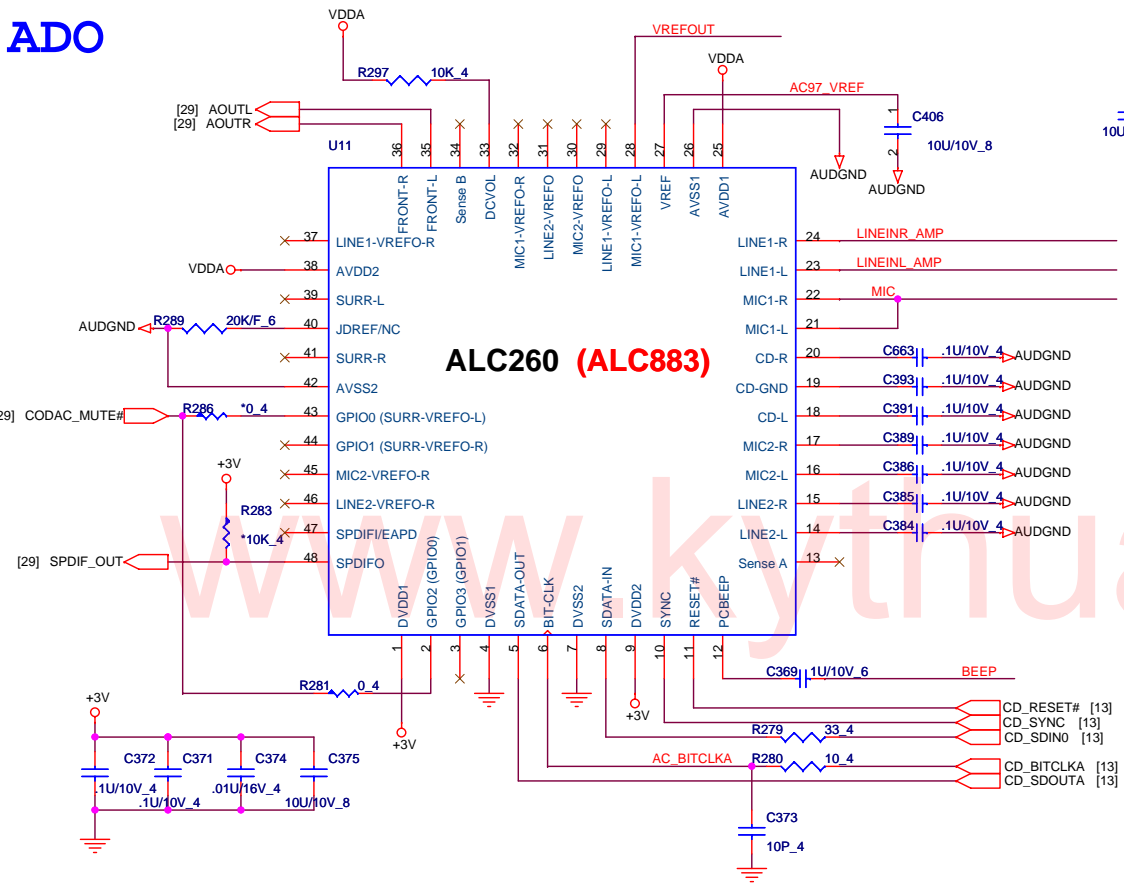 ADO
VDDA
R297 10K_4
VREFOUT
VDDA
AC97_VREF
[29] AOUTL
[29] AOUTR
1
C406
10U/10V_8
2
AUDGND
AUDGND
U11
36 35 34 33 32 31 30 29 28 27 26 25
FRONT-R
FRONT-L
Sense B
DCVOL
MIC1-VREFO-R
LINE2-VREFO
MIC2-VREFO
LINE1-VREFO-L
MIC1-VREFO-L
VREF
AVSS1
AVDD1
37 LINE1-VREFO-R
VDDA 38 AVDD2
39 SURR-L
AUDGND R289 20K/F_6 40 JDREF/NC
41 SURR-R
42 AVSS2
CODAC_MUTE# R286 *0_4 43 GPIO0 (SURR-VREFO-L)
44 GPIO1 (SURR-VREFO-R)
45 MIC2-VREFO-R
46 LINE2-VREFO-R
47 SPDIFI/EAPD
48 SPDIFO
+3V
R283
*10K_4
[29] SPDIF_OUT
ALC260 (ALC883)
LINE1-R 24 LINEINR_AMP
LINE1-L 23 LINEINL_AMP
MIC1-R 22 MIC
MIC1-L 21
CD-R 20 C663 .1U/10V_4 AUDGND
CD-GND 19 C393 .1U/10V_4 AUDGND
CD-L 18 C391 .1U/10V_4 AUDGND
MIC2-R 17 C389 .1U/10V_4 AUDGND
MIC2-L 16 C386 .1U/10V_4 AUDGND
LINE2-R 15 C385 .1U/10V_4 AUDGND
LINE2-L 14 C384 .1U/10V_4 AUDGND
Sense A 13
www.kythua
DVDD1
GPIO2 (GPIO0)
GPIO3 (GPIO1)
DVSS1
SDATA-OUT
BIT-CLK
DVSS2
SDATA-IN
DVDD2
SYNC
RESET#
PCBEEP
1 2 3 4 5 6 7 8 9 10 11 12
C369 1U/10V_6 BEEP
R281 0_4
+3V
+3V
CD_RESET# [13]
CD_SYNC [13]
R279 33_4 CD_SDIN0 [13]
AC_BITCLKA R280 10_4 CD_BITCLKA [13]
CD_SDOUTA [13]
+3V
C372 C371 C374 C375
.1U/10V_4 .1U/10V_4 .01U/16V_4 10U/10V_8
C373
10P_4